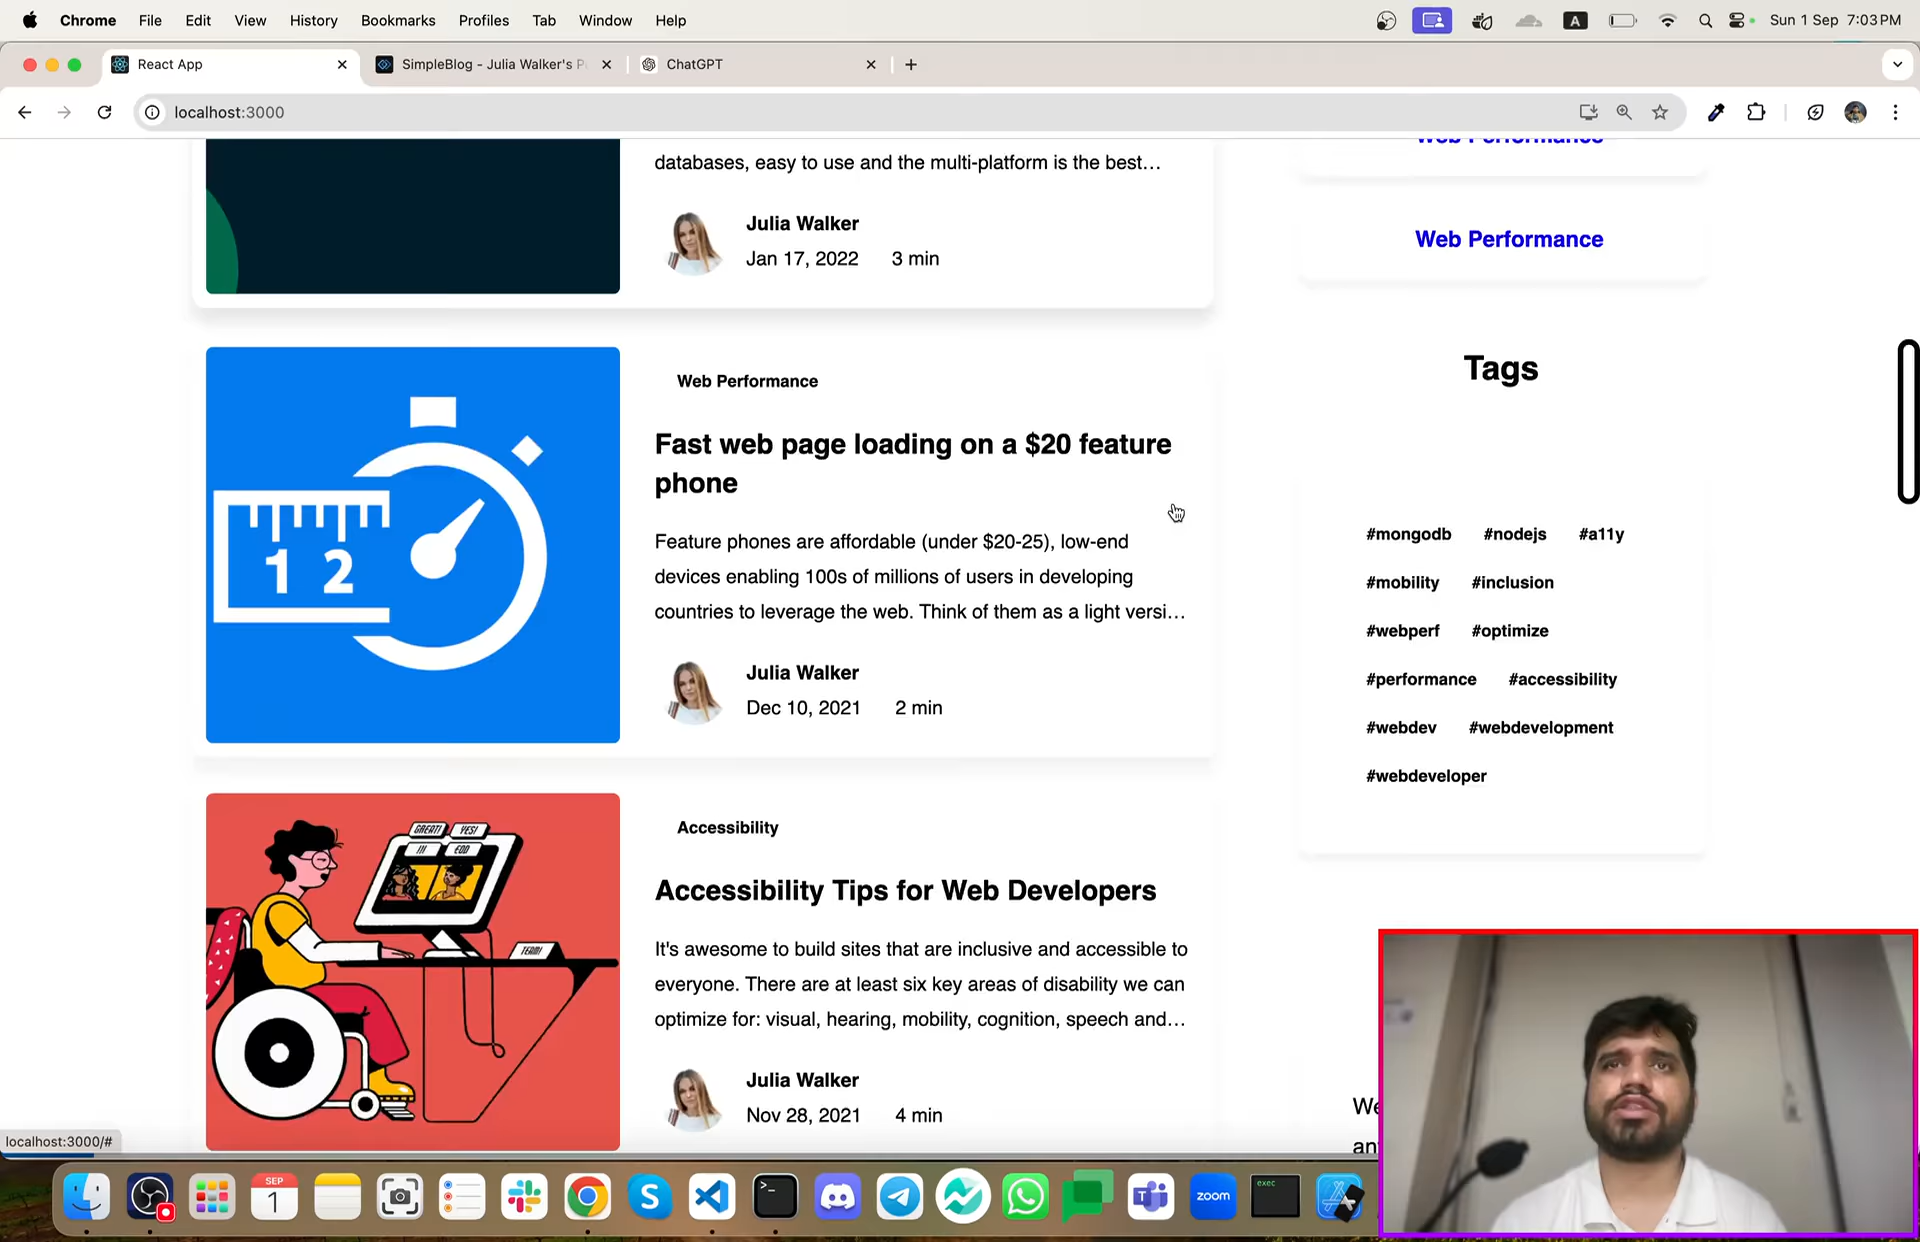 Chrome File Edit View History Bookmarks Profiles Tab Window Help
A
Sun 1 Sep 7:03 PM
React App
SimpleBlog - Julia Walker's
ChatGPT
localhost:3000
databases, easy to use and the multi-platform is the best...
Julia Walker
Jan 17, 2022 3 min
Web Performance
Fast web page loading on a $20 feature
phone
Feature phones are affordable (under $20-25), low-end
devices enabling 100s of millions of users in developing
countries to leverage the web. Think of them as a light versi...
Julia Walker
Dec 10, 2021 2 min
1 2
Accessibility
Accessibility Tips for Web Developers
It's awesome to build sites that are inclusive and accessible to
everyone. There are at least six key areas of disability we can
optimize for: visual, hearing, mobility, cognition, speech and...
Julia Walker
Nov 28, 2021 4 min
GREAT! YES!
TEAM!
Web Performance
Web Performance
Tags
#mongodb #nodejs #a11y
#mobility #inclusion
#webperf #optimize
#performance #accessibility
#webdev #webdevelopment
#webdeveloper
We
an
localhost:3000/#
SEP
1
S
>_
T
zoom
exec